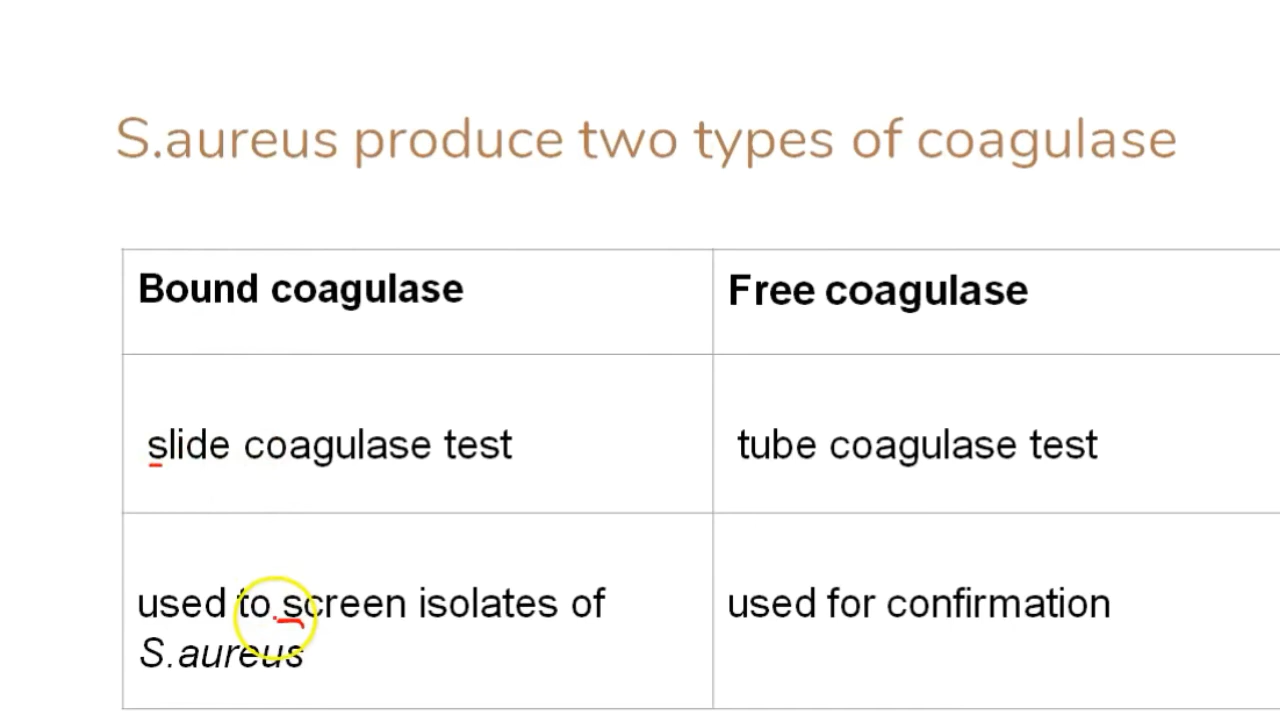 S.aureus produce two types of coagulase
Bound coagulase
Free coagulase
slide coagulase test
tube coagulase test
used to screen isolates of
S.aureus
used for confirmation